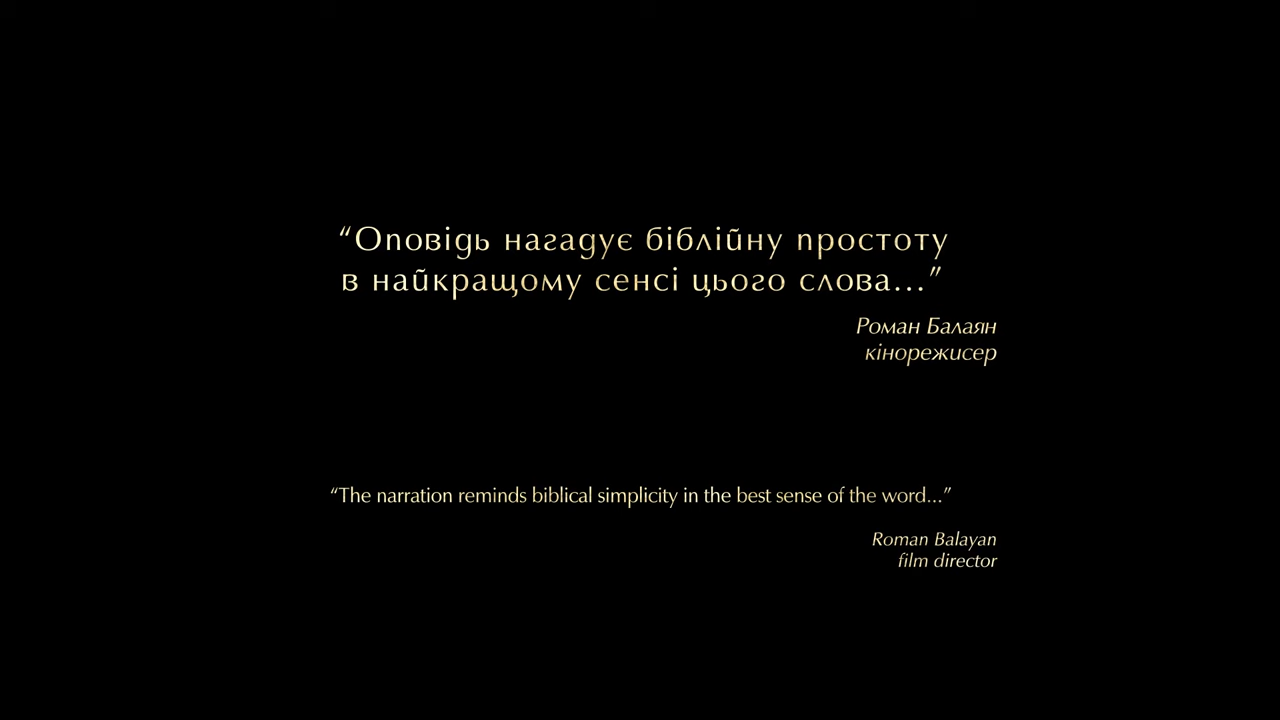 “Оповідь нагадує біблійну простоту
в найкращому сенсі цього слова...”
Роман Балаян
кінорежисер
“The narration reminds biblical simplicity in the best sense of the word...”
Roman Balayan
film director